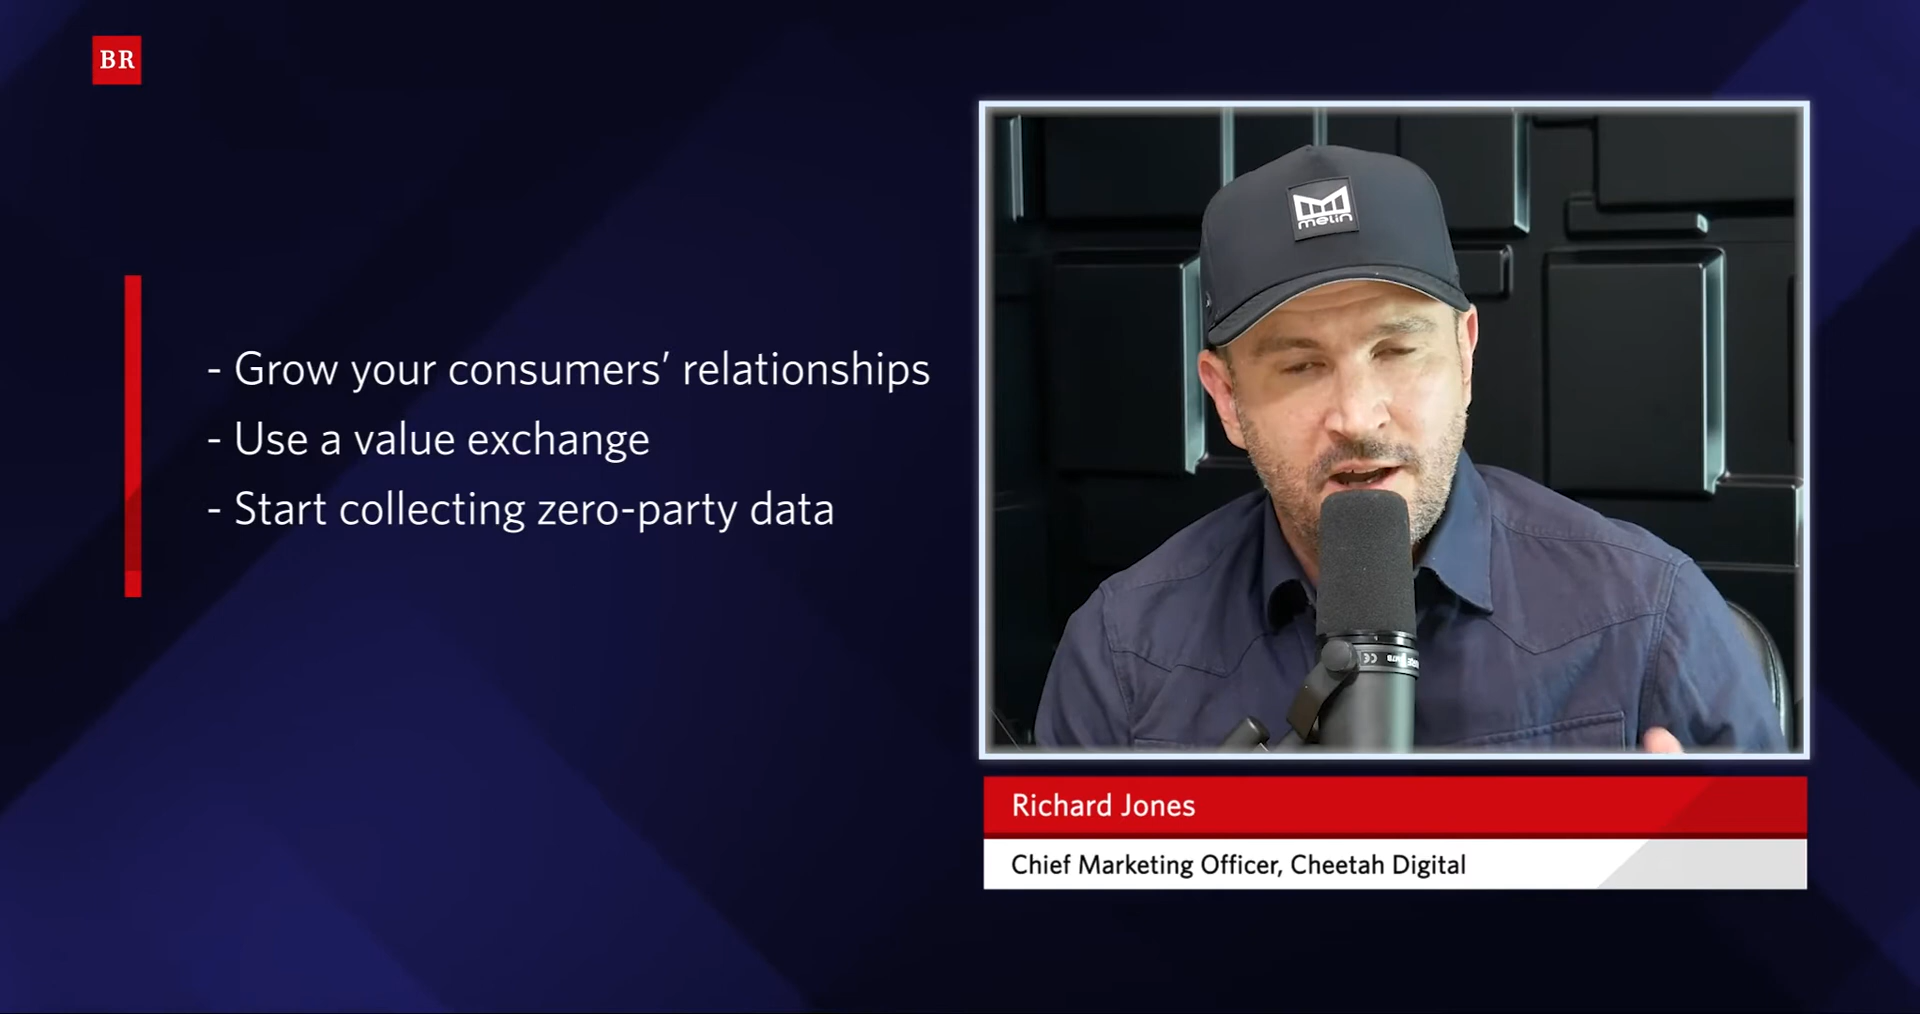 BR
- Grow your consumers’ relationships
- Use a value exchange
- Start collecting zero-party data
melin
Richard Jones
Chief Marketing Officer, Cheetah Digital